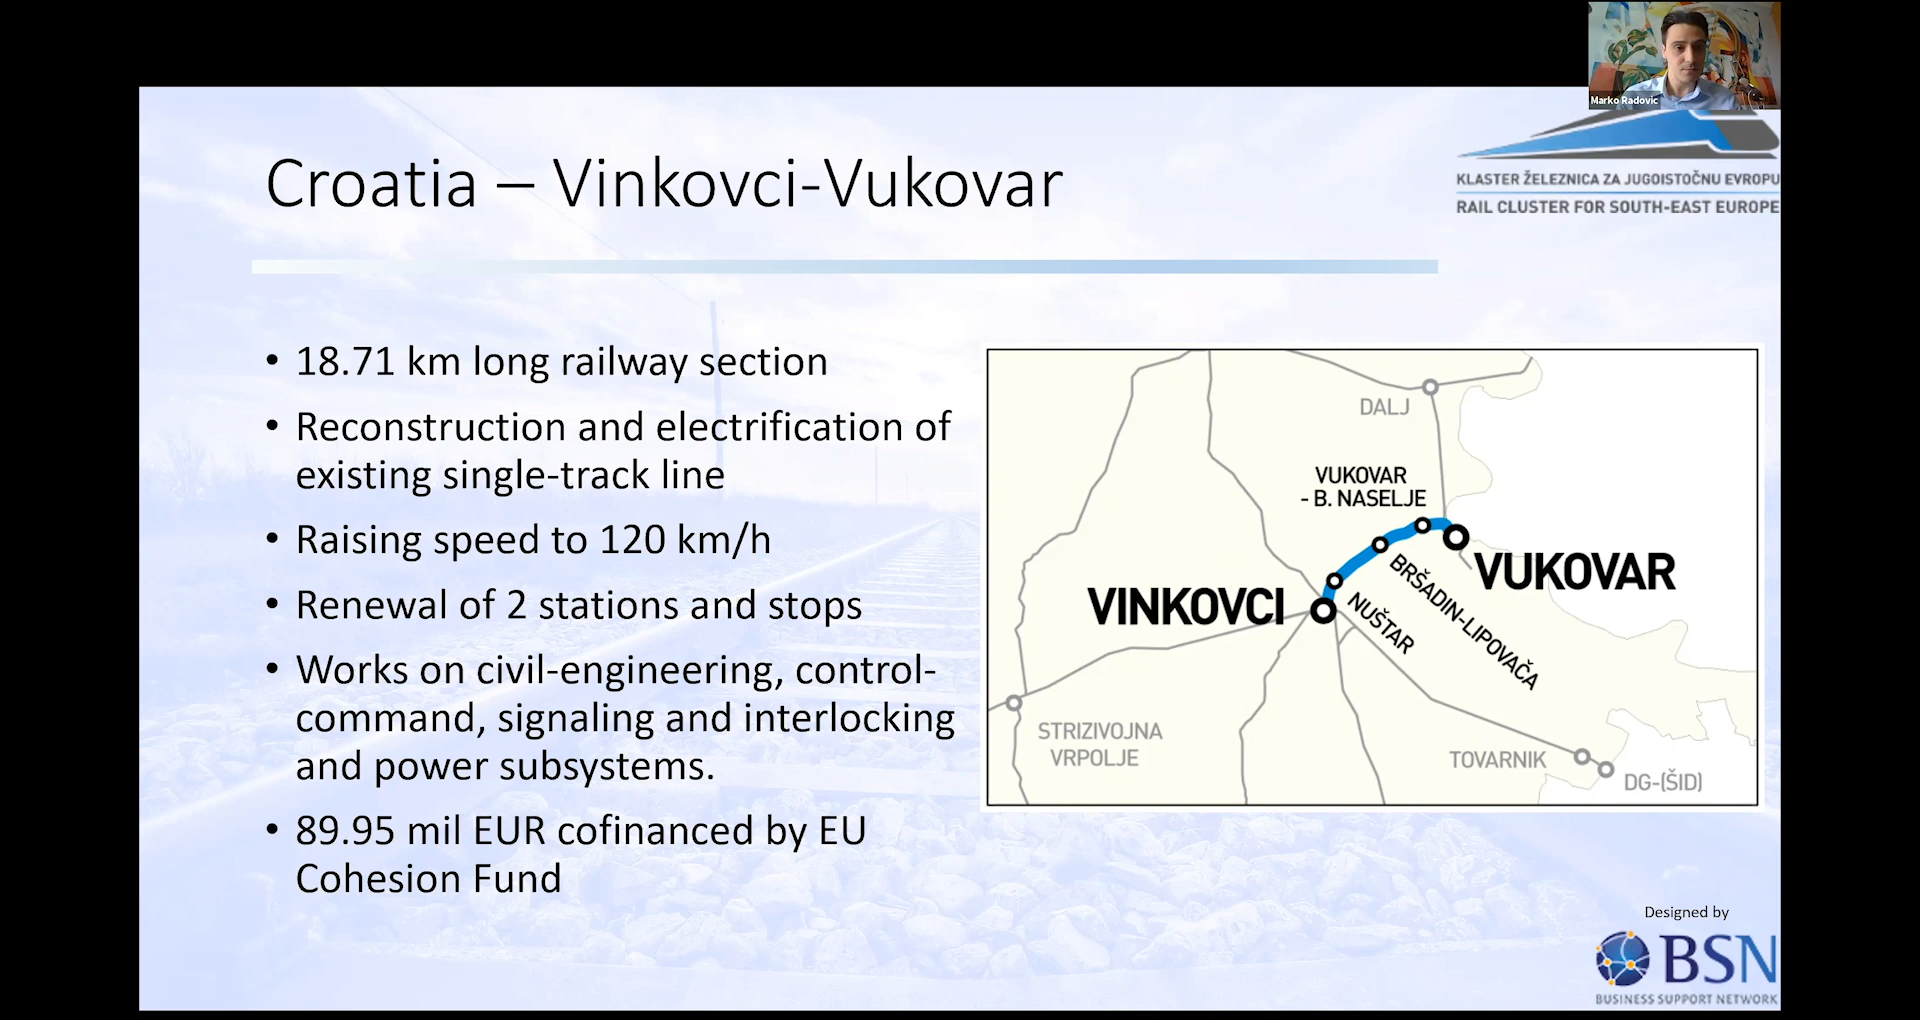 Marko Radovic
KLASTER ŽELEZNICA ZA JUGOISTOČNU EVROPU
RAIL CLUSTER FOR SOUTH-EAST EUROPE
Croatia – Vinkovci-Vukovar
• 18.71 km long railway section
• Reconstruction and electrification of
existing single-track line
• Raising speed to 120 km/h
• Renewal of 2 stations and stops
• Works on civil-engineering, control-
command, signaling and interlocking
and power subsystems.
• 89.95 mil EUR cofinanced by EU
Cohesion Fund
DALJ
VUKOVAR
- B. NASELJE
VUKOVAR
BRŠADIN-LIPOVAČA
VINKOVCI
NUŠTAR
STRIZIVOJNA
VRPOLJE
TOVARNIK
DG-(ŠID)
Designed by
BSN
BUSINESS SUPPORT NETWORK